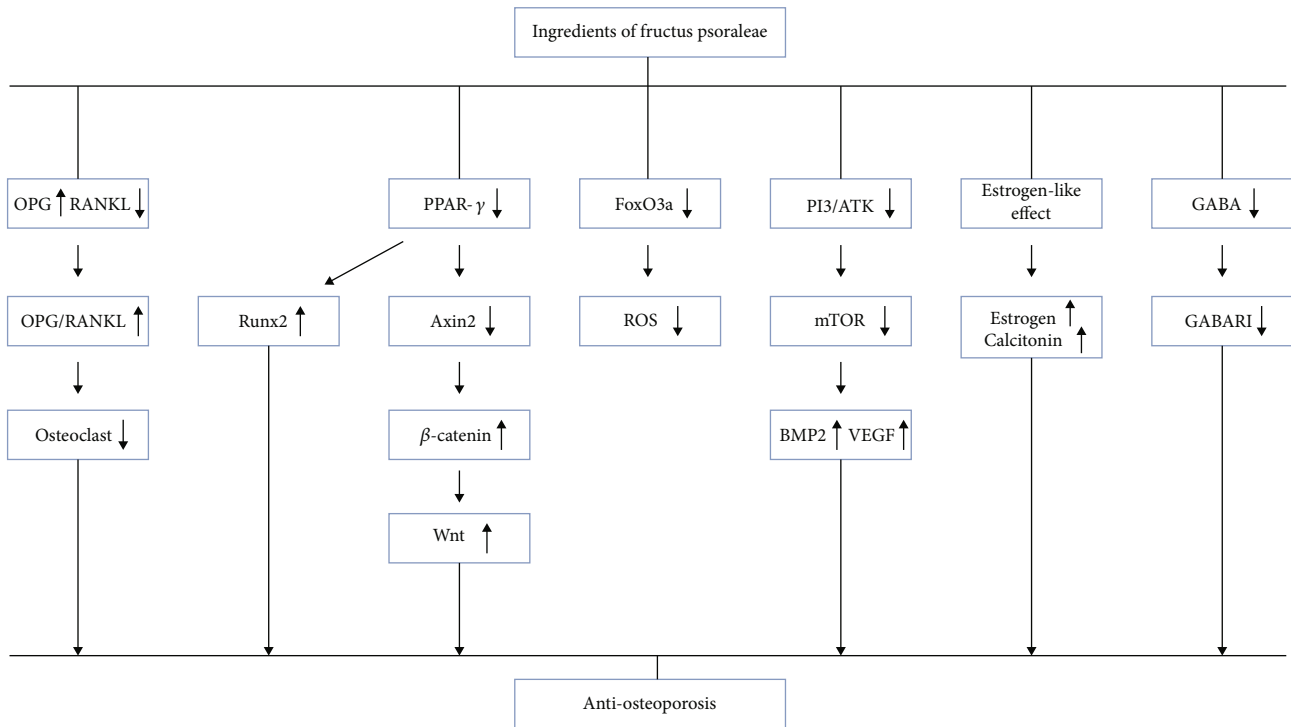 Ingredients of fructus psoraleae
OPG ↑ RANKL ↓
PPAR-γ ↓
FoxO3a ↓
PI3/ATK ↓
Estrogen-like
effect
GABA ↓
OPG/RANKL ↑
Runx2 ↑
Axin2 ↓
ROS ↓
mTOR ↓
Estrogen ↑
Calcitonin ↑
GABARI ↓
Osteoclast ↓
β-catenin ↑
BMP2 ↑ VEGF ↑
Wnt ↑
Anti-osteoporosis